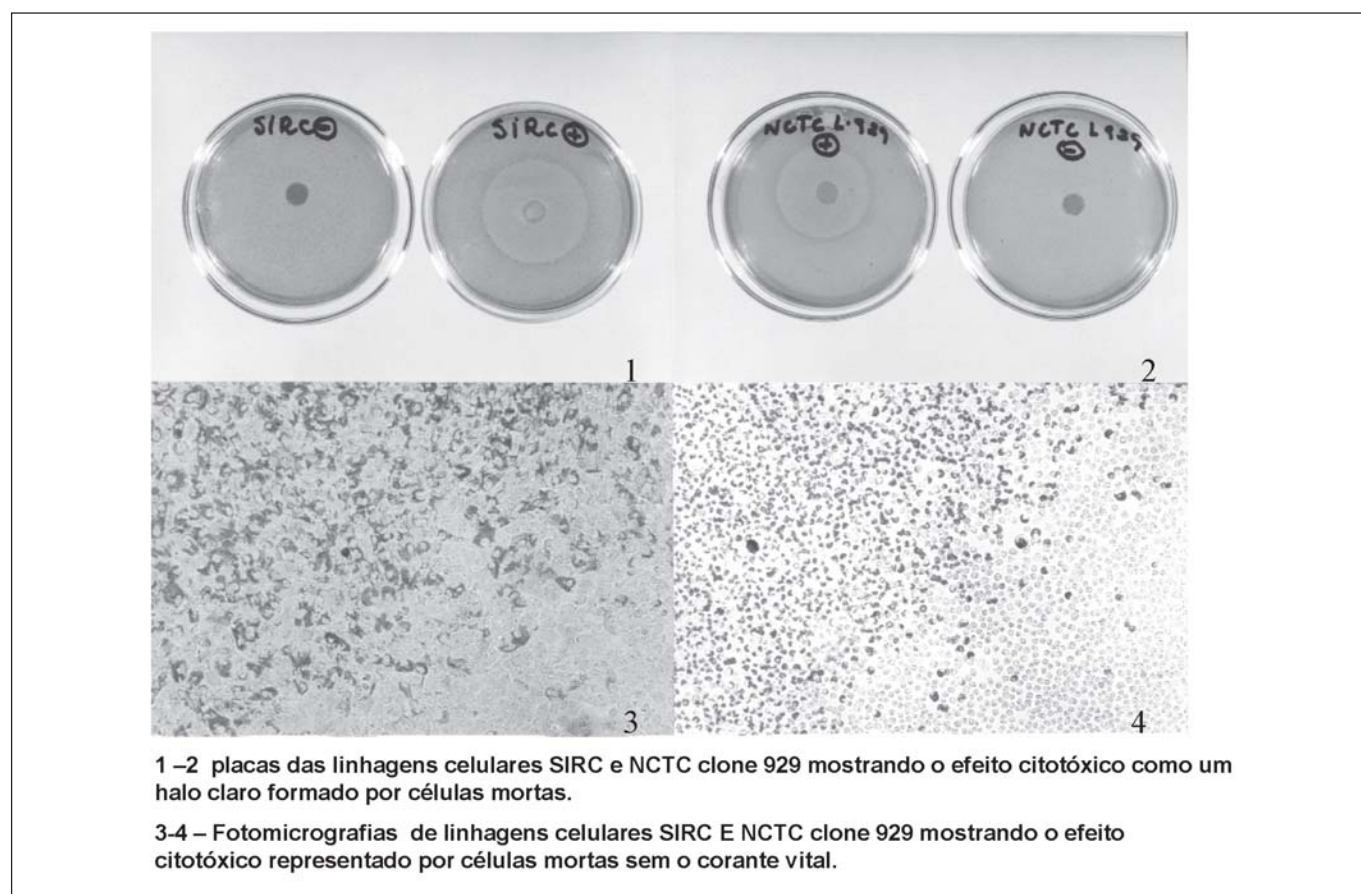 SIRC -
SIRC +
NCTC L-929
+
NCTC L929
-
1
2
3
4
1 –2 placas das linhagens celulares SIRC e NCTC clone 929 mostrando o efeito citotóxico como um
halo claro formado por células mortas.
3-4 – Fotomicrografias de linhagens celulares SIRC E NCTC clone 929 mostrando o efeito
citotóxico representado por células mortas sem o corante vital.